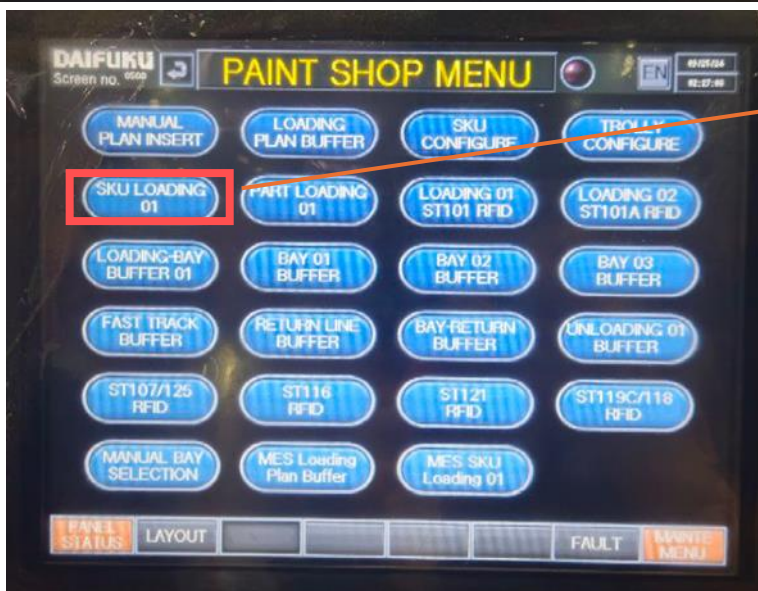 DAIFUKU
Screen no. 0500
PAINT SHOP MENU
EN
02:27:00
MANUAL
PLAN INSERT
LOADING
PLAN BUFFER
SKU
CONFIGURE
TROLLY
CONFIGURE
SKU LOADING
01
PART LOADING
01
LOADING 01
ST101 RFID
LOADING 02
ST101A RFID
LOADING-BAY
BUFFER 01
BAY 01
BUFFER
BAY 02
BUFFER
BAY 03
BUFFER
FAST TRACK
BUFFER
RETURN LINE
BUFFER
BAY-RETURN
BUFFER
UNLOADING 01
BUFFER
ST107/125
RFID
ST116
RFID
ST121
RFID
ST119C/118
RFID
MANUAL BAY
SELECTION
MES Loading
Plan Buffer
MES SKU
Loading 01
PANEL
STATUS
LAYOUT
FAULT
MAINTE
MENU